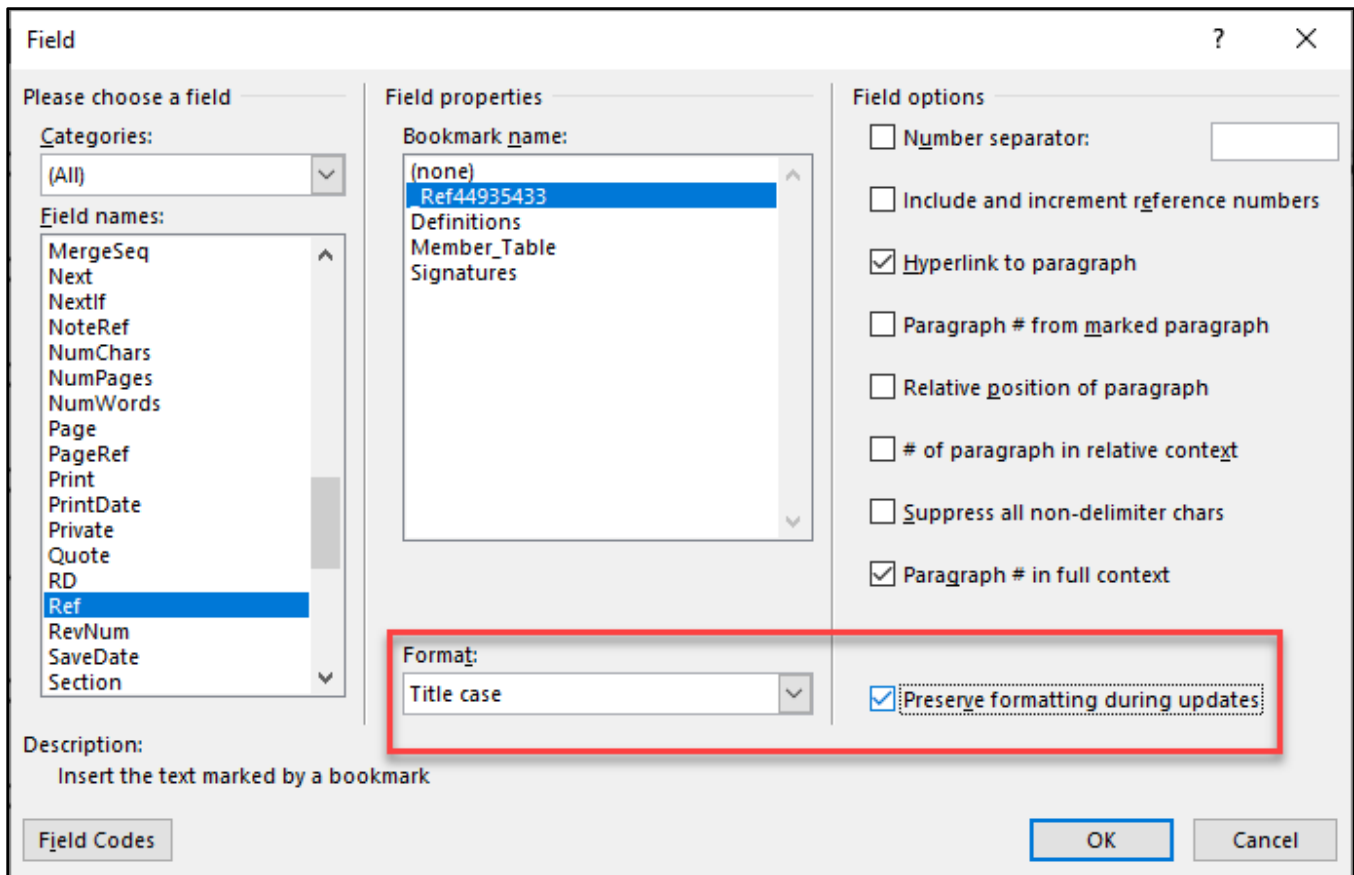 Field
?
Please choose a field
Categories:
(All)
Field names:
MergeSeq
Next
NextIf
NoteRef
NumChars
NumPages
NumWords
Page
PageRef
Print
PrintDate
Private
Quote
RD
Ref
RevNum
SaveDate
Section
Field properties
Bookmark name:
(none)
_Ref44935433
Definitions
Member_Table
Signatures
Format:
Title case
Field options
Number separator:
Include and increment reference numbers
Hyperlink to paragraph
Paragraph # from marked paragraph
Relative position of paragraph
# of paragraph in relative context
Suppress all non-delimiter chars
Paragraph # in full context
Preserve formatting during updates
Description:
Insert the text marked by a bookmark
Field Codes
OK
Cancel